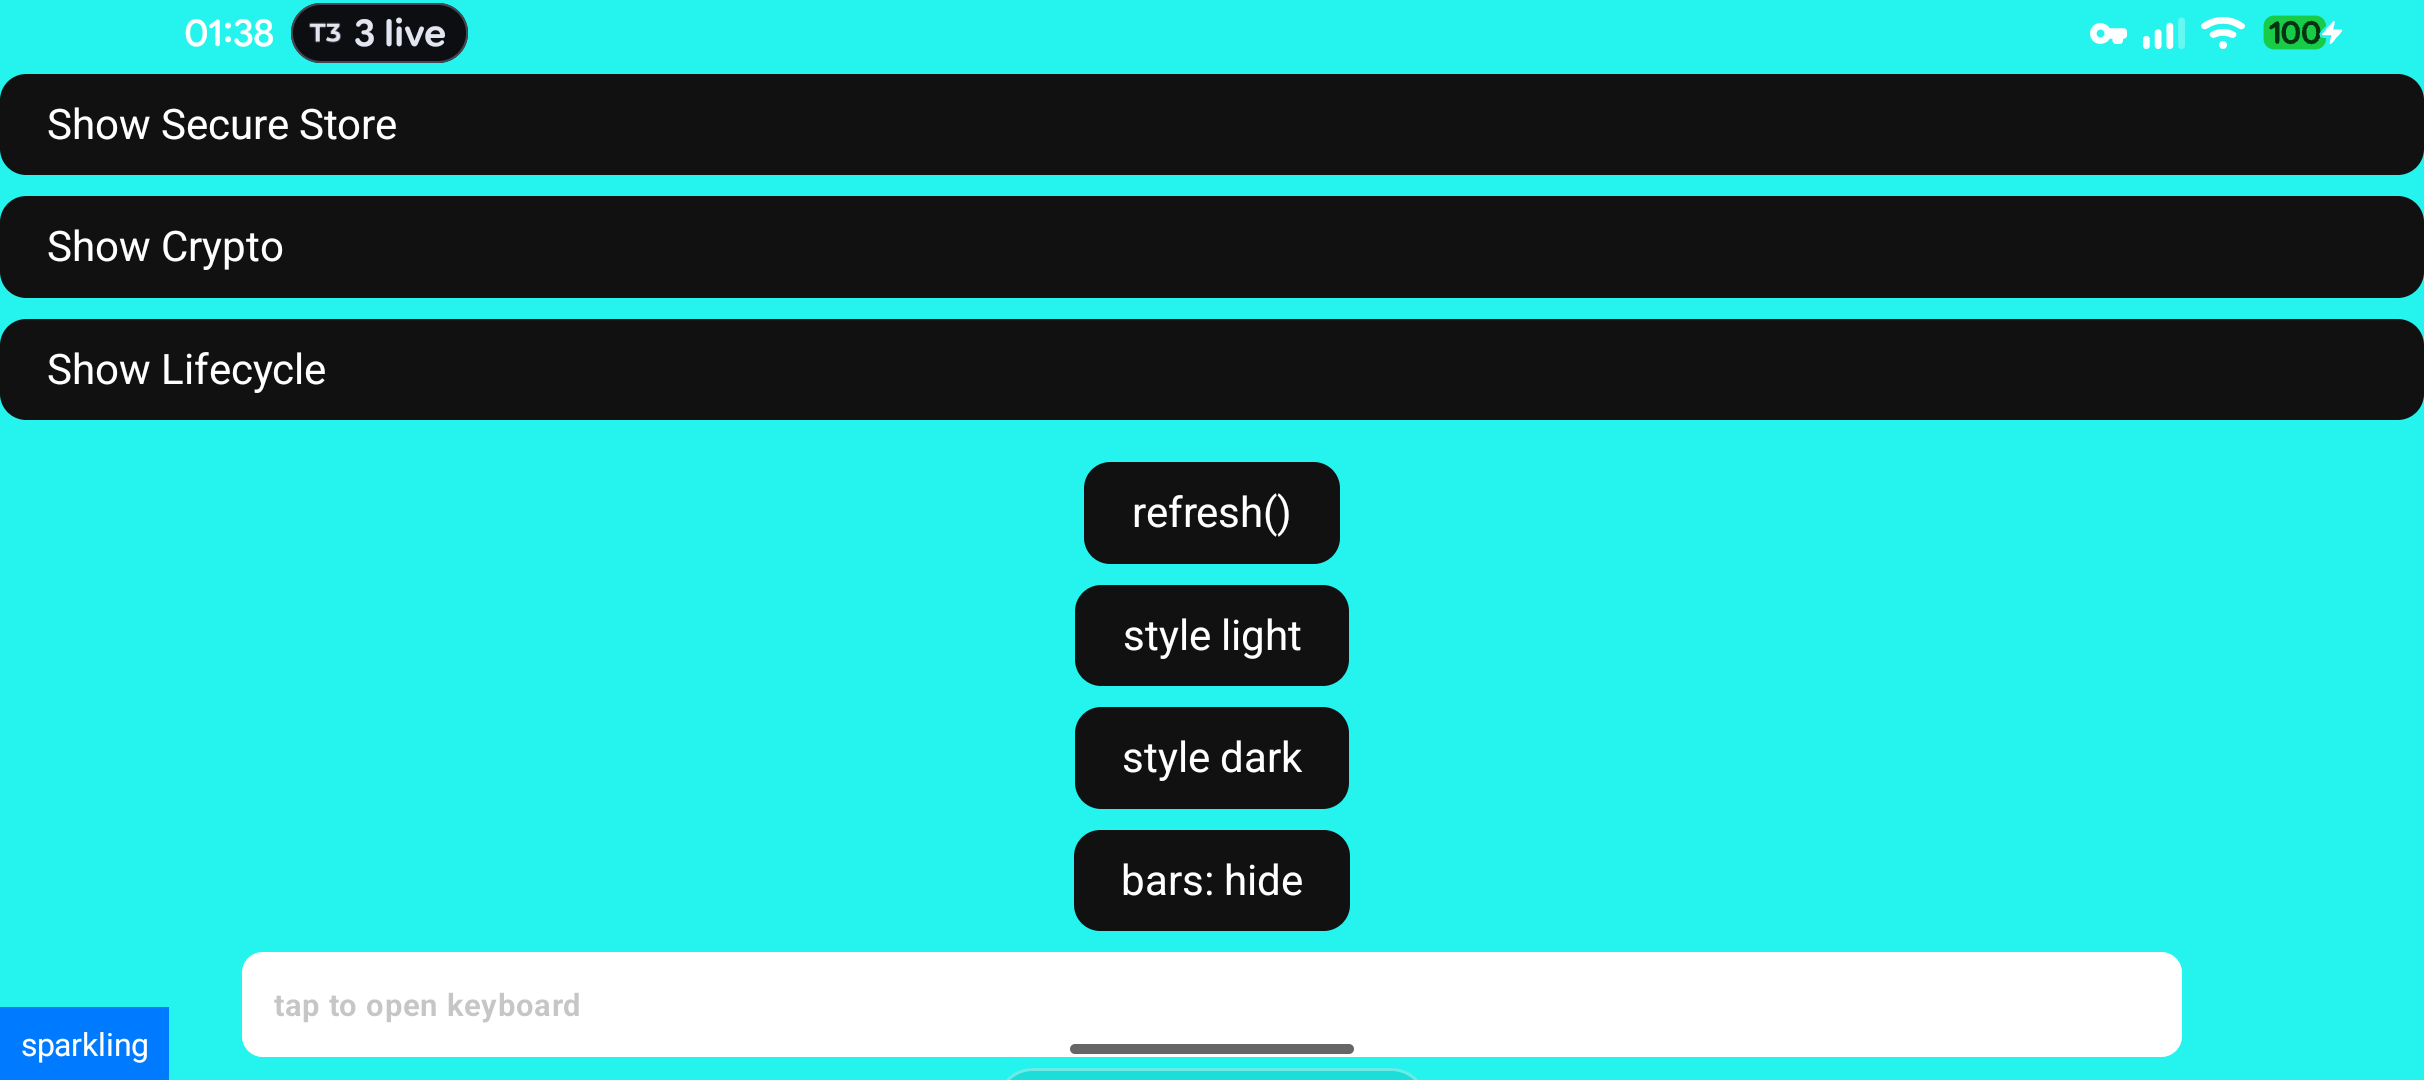 01:38 T3 3 live 100
Show Secure Store
Show Crypto
Show Lifecycle
refresh()
style light
style dark
bars: hide
tap to open keyboard
sparkling